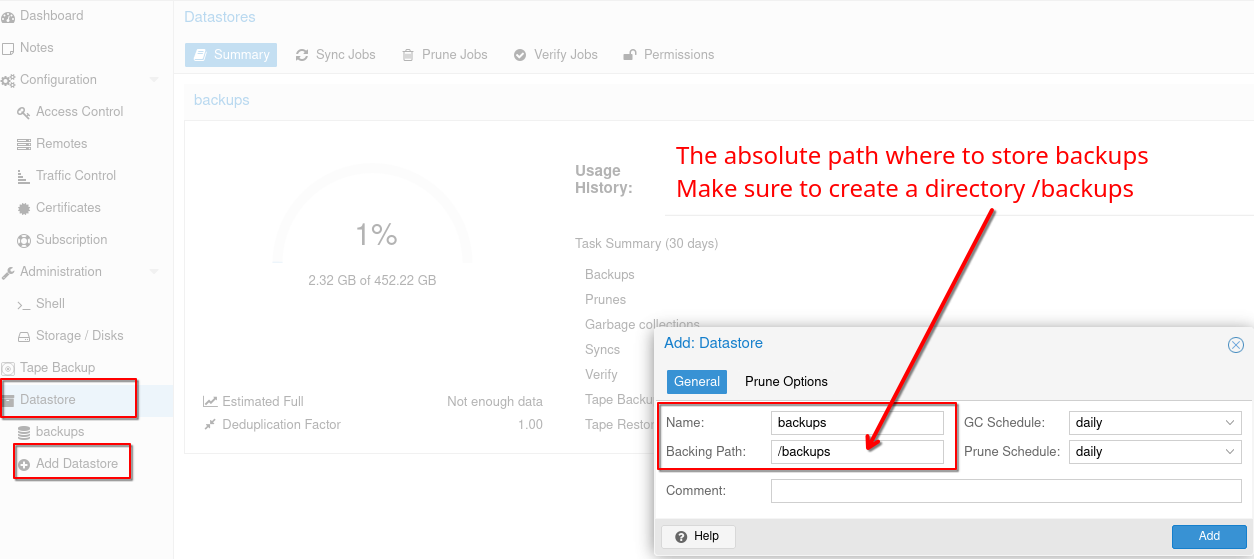 Dashboard
Notes
Configuration
Access Control
Remotes
Traffic Control
Certificates
Subscription
Administration
Shell
Storage / Disks
Tape Backup
Datastore
backups
Add Datastore
Datastores
Summary Sync Jobs Prune Jobs Verify Jobs Permissions
backups
1%
2.32 GB of 452.22 GB
Estimated Full Not enough data
Deduplication Factor 1.00
Usage
History:
Task Summary (30 days)
Backups
Prunes
Garbage collections
Syncs
Verify
Tape Backu
Tape Restor
The absolute path where to store backups
Make sure to create a directory /backups
Add: Datastore
General Prune Options
Name: backups GC Schedule: daily
Backing Path: /backups Prune Schedule: daily
Comment:
Help Add